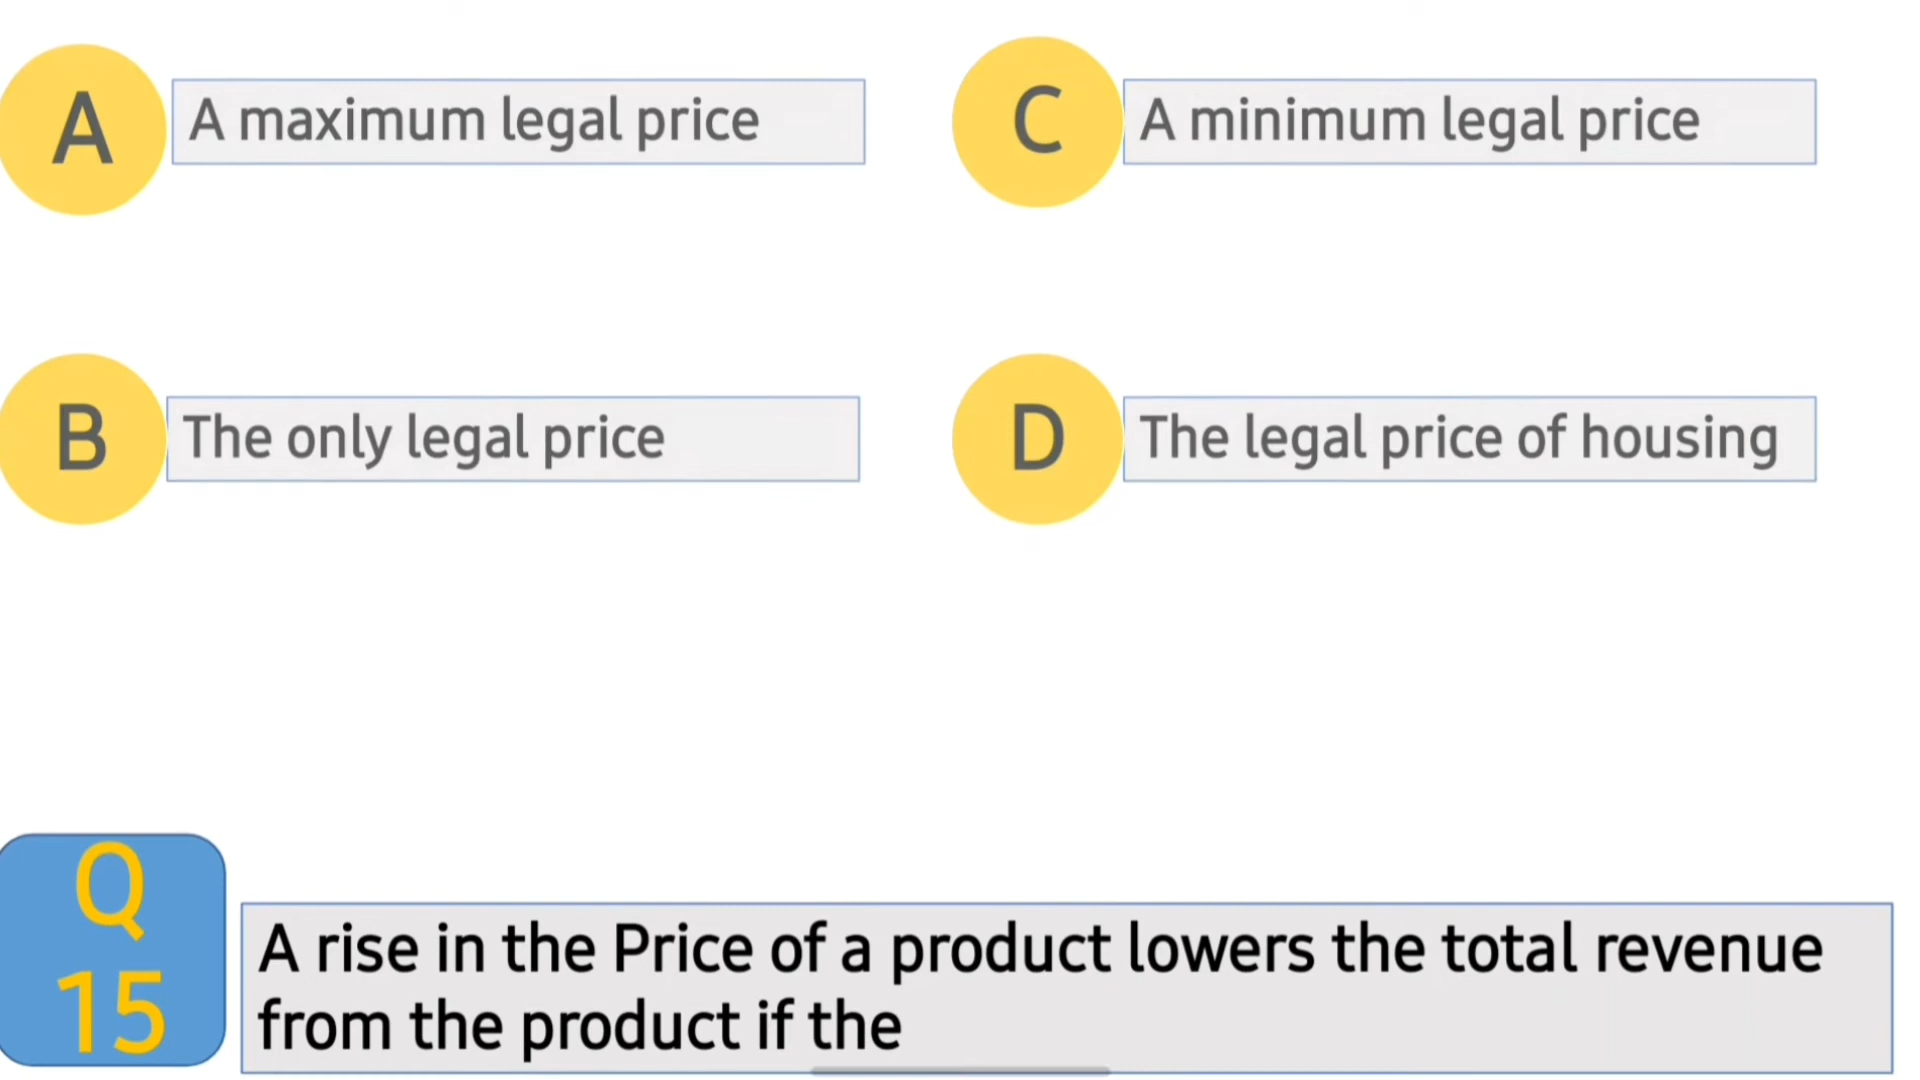 A
A maximum legal price
C
A minimum legal price
B
The only legal price
D
The legal price of housing
Q
15
A rise in the Price of a product lowers the total revenue
from the product if the